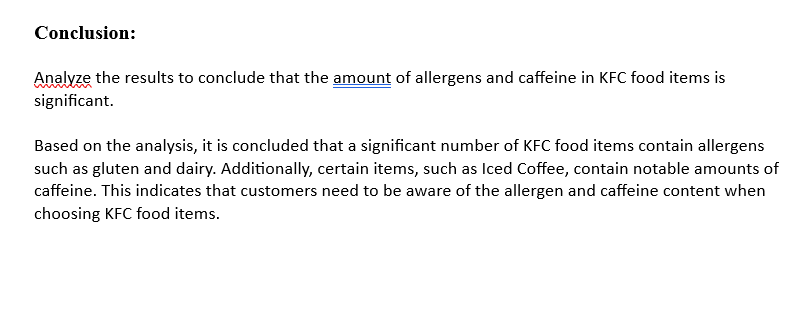 Conclusion:
Analyze the results to conclude that the amount of allergens and caffeine in KFC food items is
significant.
Based on the analysis, it is concluded that a significant number of KFC food items contain allergens
such as gluten and dairy. Additionally, certain items, such as Iced Coffee, contain notable amounts of
caffeine. This indicates that customers need to be aware of the allergen and caffeine content when
choosing KFC food items.